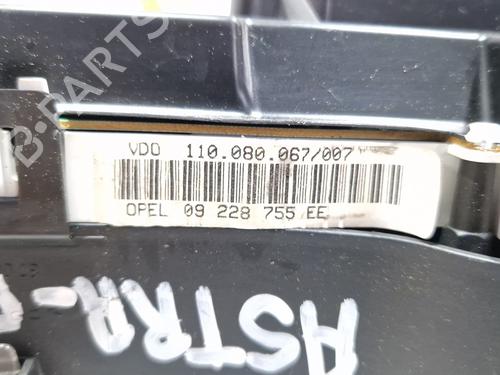 B-PARTS
VDO 110.080.067/007
OPEL 09 228 755 EE
ASTRA-